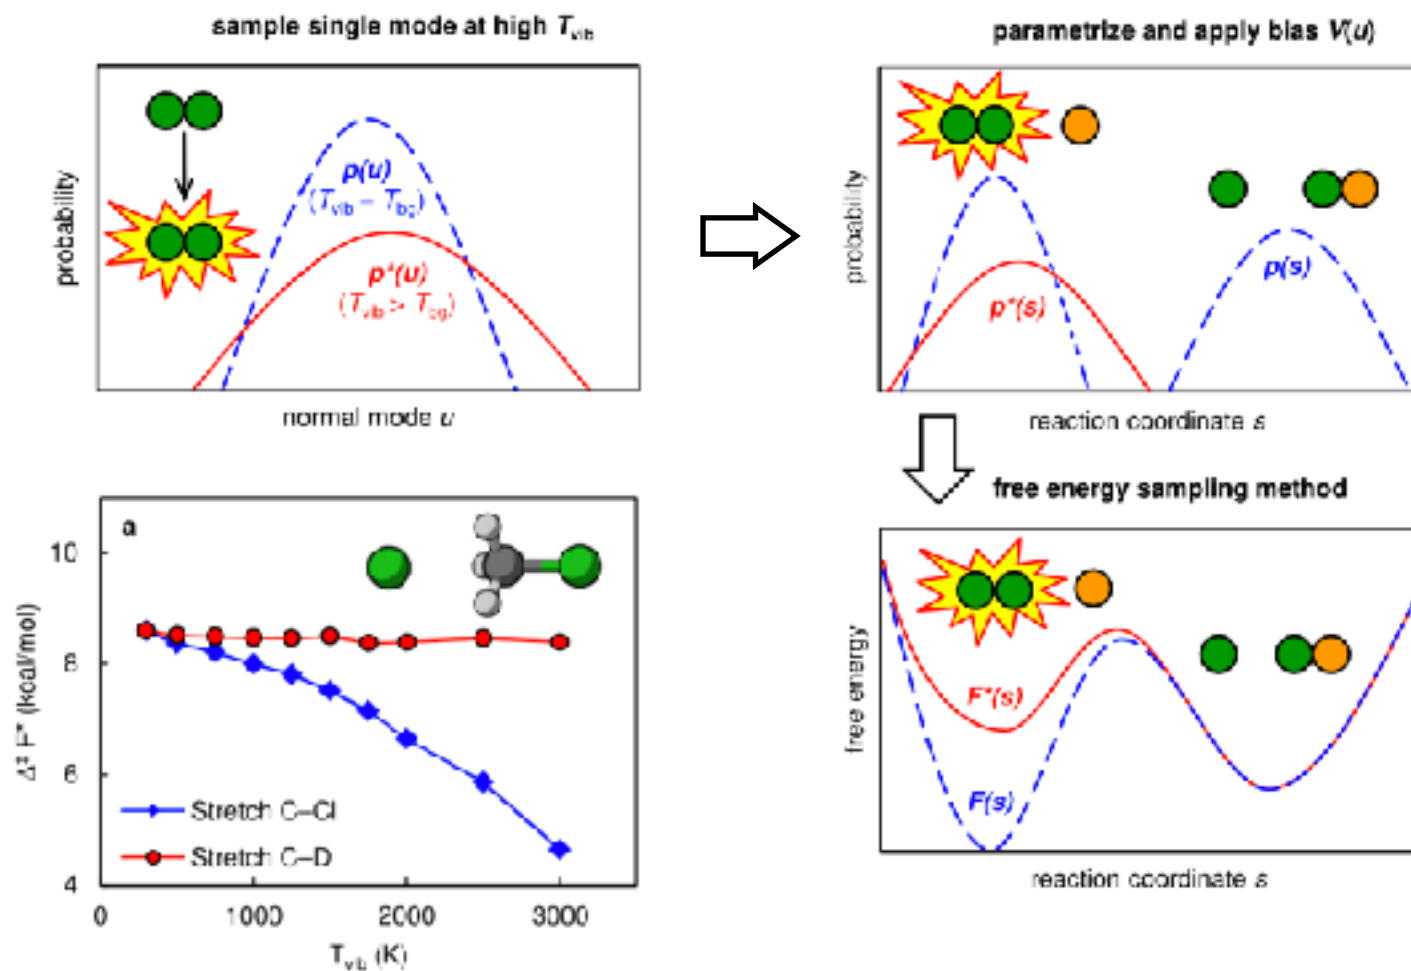 sample single mode at high T_vib
probability
p(u)
(T_vib = T_bg)
p*(u)
(T_vib > T_bg)
normal mode u
parametrize and apply bias V(u)
probability
p*(s)
p(s)
reaction coordinate s
free energy sampling method
free energy
F*(s)
F(s)
reaction coordinate s
a
Δ‡ F* (kcal/mol)
10
8
6
4
Stretch C–Cl
Stretch C–D
0 1000 2000 3000
T_vib (K)